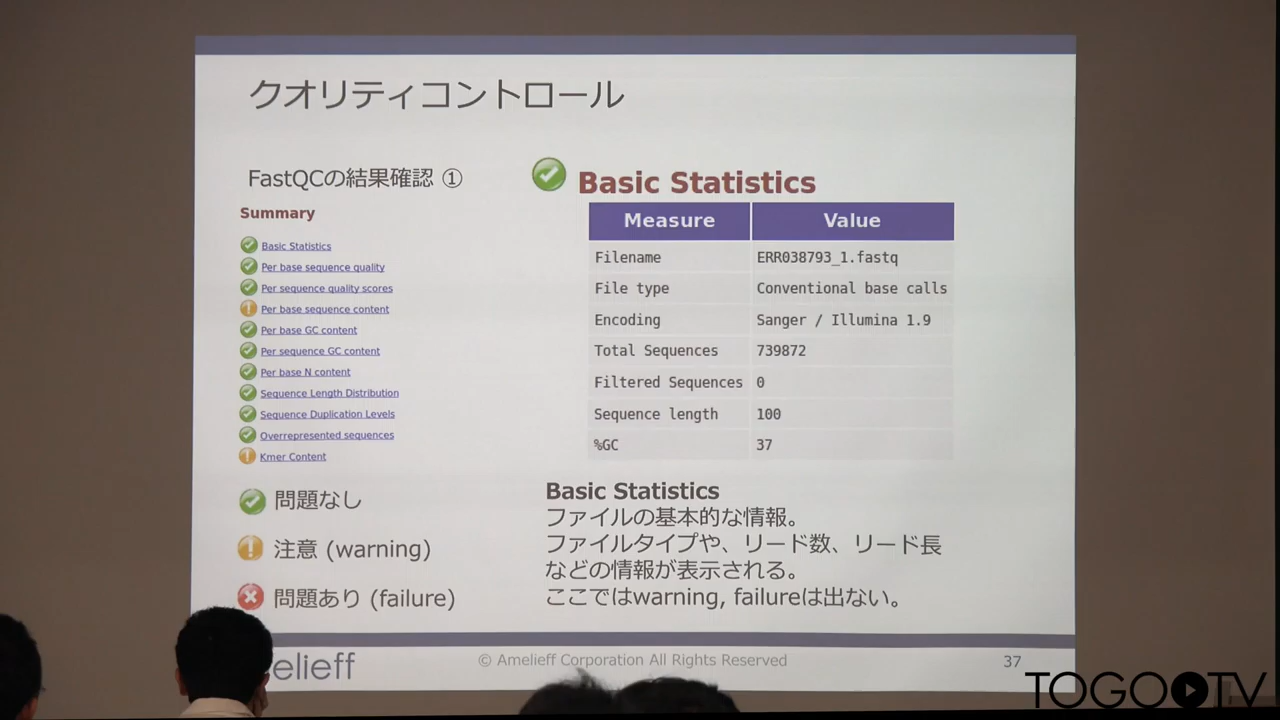 クオリティコントロール
FastQCの結果確認 ①
Summary
Basic Statistics
Per base sequence quality
Per sequence quality scores
Per base sequence content
Per base GC content
Per sequence GC content
Per base N content
Sequence Length Distribution
Sequence Duplication Levels
Overrepresented sequences
Kmer Content
問題なし
注意 (warning)
問題あり (failure)
Basic Statistics
Measure Value
Filename ERR038793_1.fastq
File type Conventional base calls
Encoding Sanger / Illumina 1.9
Total Sequences 739872
Filtered Sequences 0
Sequence length 100
%GC 37
Basic Statistics
ファイルの基本的な情報。
ファイルタイプや、リード数、リード長
などの情報が表示される。
ここではwarning, failureは出ない。
elieff
© Amelieff Corporation All Rights Reserved
37
TOGOTV